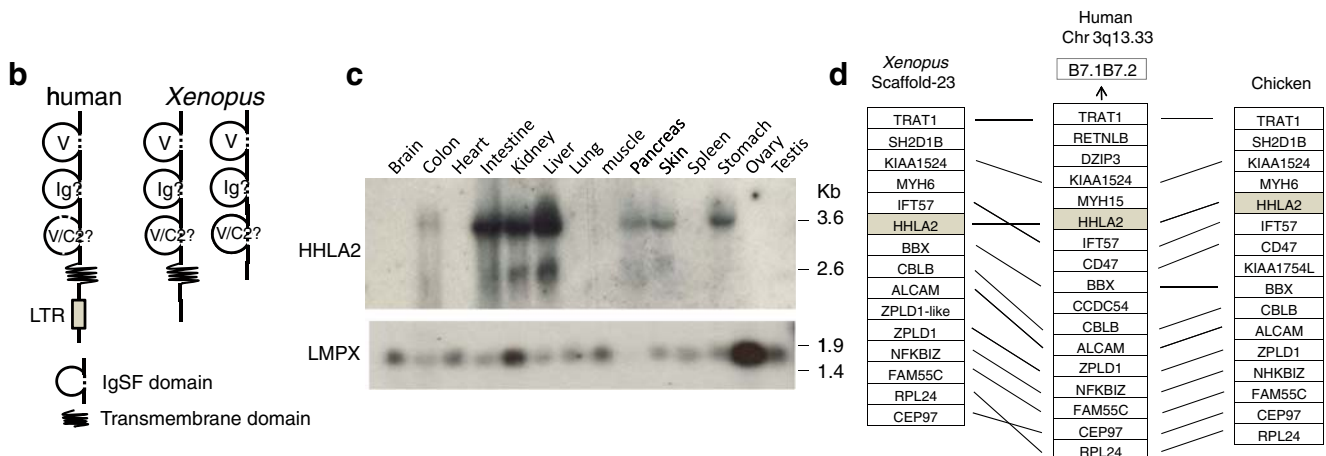 b
human Xenopus
V V V
Ig? Ig? Ig?
V/C2? V/C2? V/C2?
LTR
IgSF domain
Transmembrane domain
c
Brain
Colon
Heart
Intestine
Kidney
Liver
Lung
muscle
Pancreas
Skin
Spleen
Stomach
Ovary
Testis
Kb
HHLA2
3.6
2.6
LMPX
1.9
1.4
d
Xenopus
Scaffold-23
TRAT1
SH2D1B
KIAA1524
MYH6
IFT57
HHLA2
BBX
CBLB
ALCAM
ZPLD1-like
ZPLD1
NFKBIZ
FAM55C
RPL24
CEP97
Human
Chr 3q13.33
B7.1B7.2
TRAT1
RETNLB
DZIP3
KIAA1524
MYH15
HHLA2
IFT57
CD47
BBX
CCDC54
CBLB
ALCAM
ZPLD1
NFKBIZ
FAM55C
CEP97
RPL24
Chicken
TRAT1
SH2D1B
KIAA1524
MYH6
HHLA2
IFT57
CD47
KIAA1754L
BBX
CBLB
ALCAM
ZPLD1
NHKBIZ
FAM55C
CEP97
RPL24